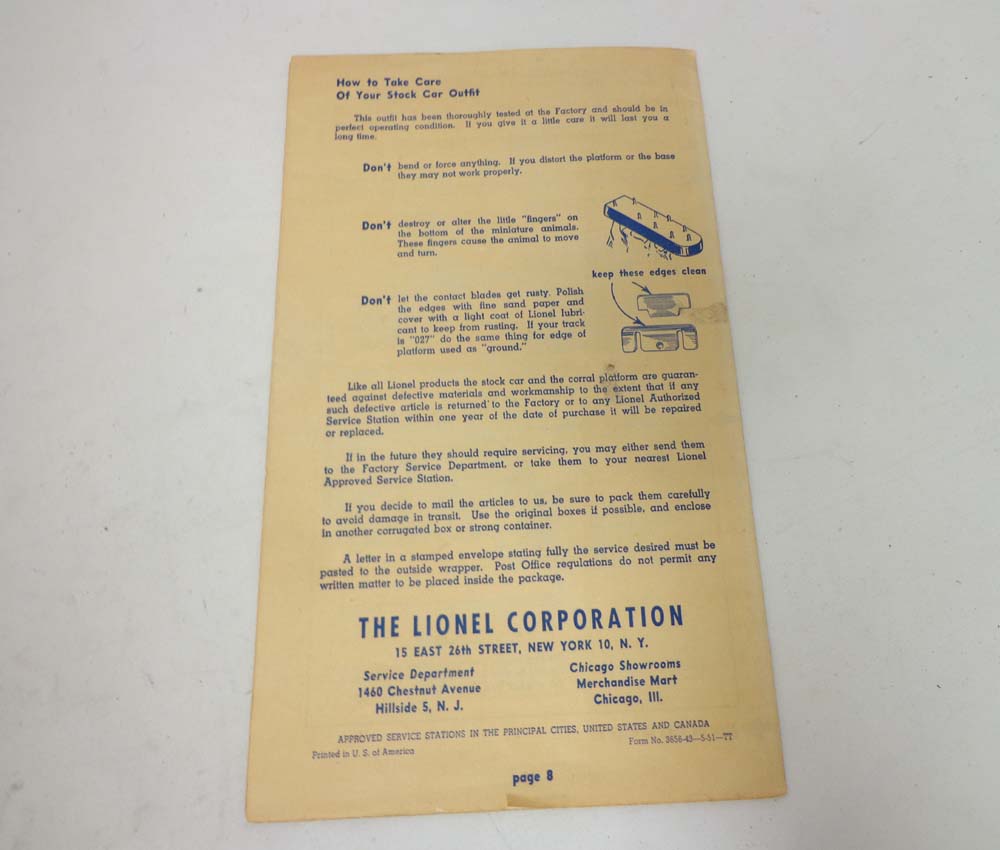 How to Take Care
Of Your Stock Car Outfit
This outfit has been thoroughly tested at the Factory and should be in
perfect operating condition. If you give it a little care it will last you a
long time.
Don't bend or force anything. If you distort the platform or the base
they may not work properly.
Don't destroy or alter the little "fingers" on
the bottom of the miniature animals.
These fingers cause the animal to move
and turn.
keep these edges clean
Don't let the contact blades get rusty. Polish
the edges with fine sand paper and
cover with a light coat of Lionel lubri-
cant to keep from rusting. If your track
is "027" do the same thing for edge of
platform used as "ground."
Like all Lionel products the stock car and the corral platform are guaran-
teed against defective materials and workmanship to the extent that if any
such defective article is returned to the Factory or to any Lionel Authorized
Service Station within one year of the date of purchase it will be repaired
or replaced.
If in the future they should require servicing, you may either send them
to the Factory Service Department, or take them to your nearest Lionel
Approved Service Station.
If you decide to mail the articles to us, be sure to pack them carefully
to avoid damage in transit. Use the original boxes if possible, and enclose
in another corrugated box or strong container.
A letter in a stamped envelope stating fully the service desired must be
pasted to the outside wrapper. Post Office regulations do not permit any
written matter to be placed inside the package.
THE LIONEL CORPORATION
15 EAST 26th STREET, NEW YORK 10, N. Y.
Service Department
1460 Chestnut Avenue
Hillside 5, N. J.
Chicago Showrooms
Merchandise Mart
Chicago, Ill.
APPROVED SERVICE STATIONS IN THE PRINCIPAL CITIES, UNITED STATES AND CANADA
Printed in U. S. of America
Form No. 3656-43—5-51—TT
page 8